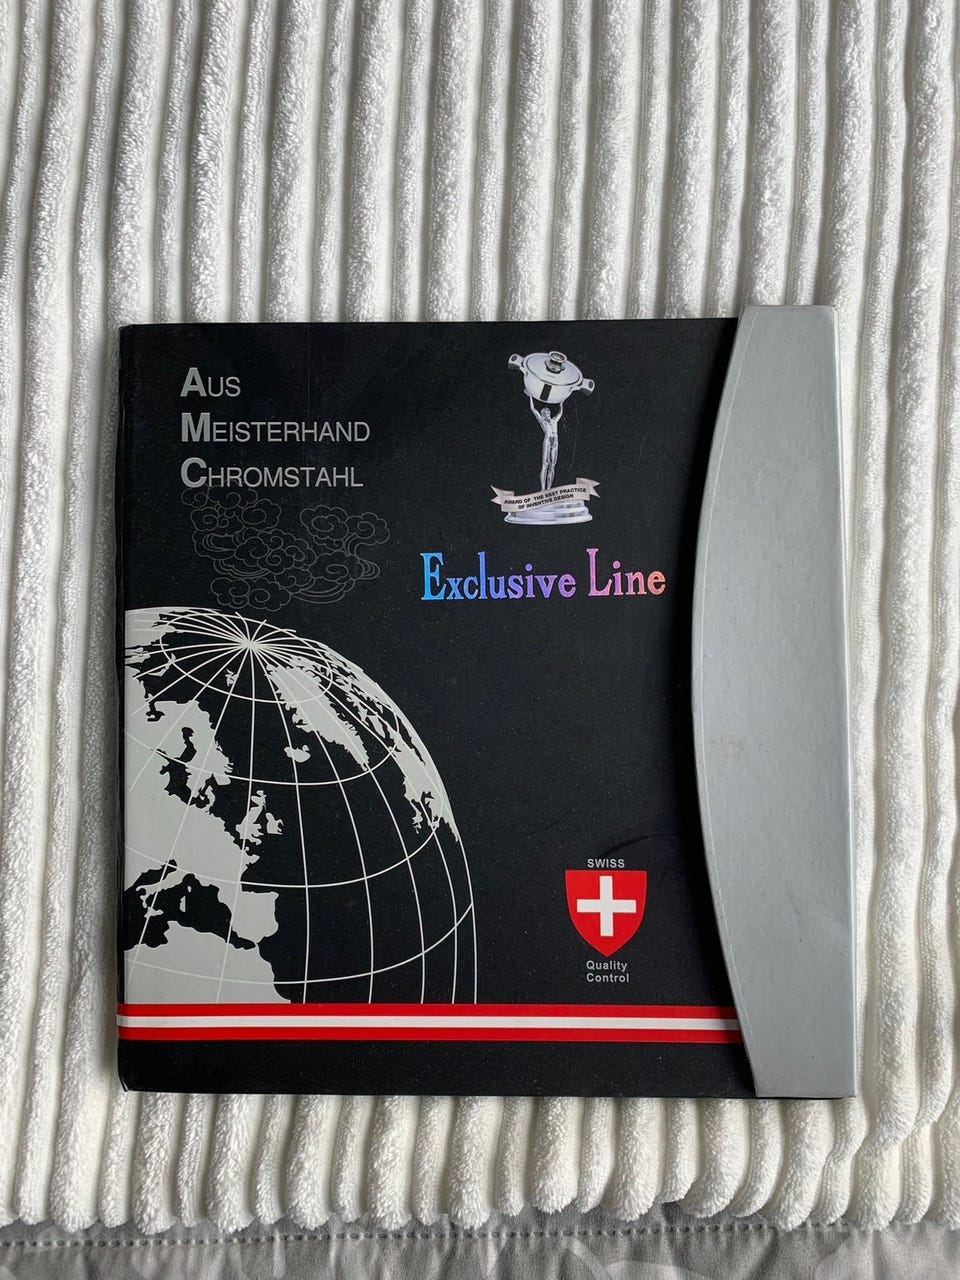 AUS
MEISTERHAND
CHROMSTAHL
AWARD OF THE BEST PRACTICE
OF INVENTIVE DESIGN
Exclusive Line
SWISS
Quality
Control